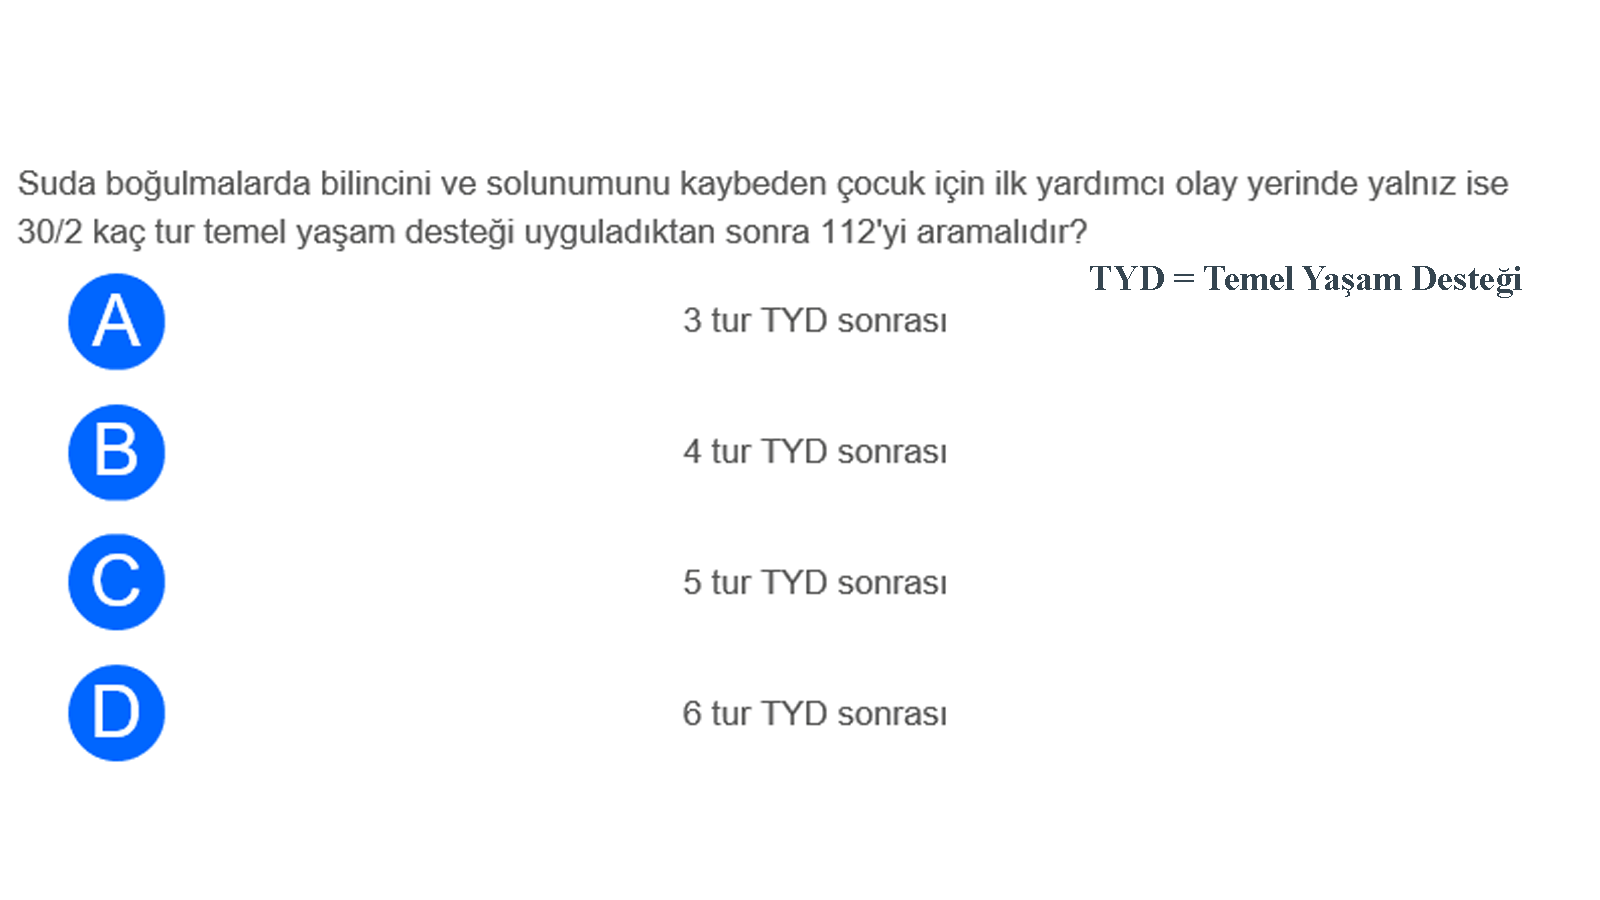 Suda boğulmalarda bilincini ve solunumunu kaybeden çocuk için ilk yardımcı olay yerinde yalnız ise
30/2 kaç tur temel yaşam desteği uyguladıktan sonra 112'yi aramalıdır?
TYD = Temel Yaşam Desteği
A 3 tur TYD sonrası
B 4 tur TYD sonrası
C 5 tur TYD sonrası
D 6 tur TYD sonrası